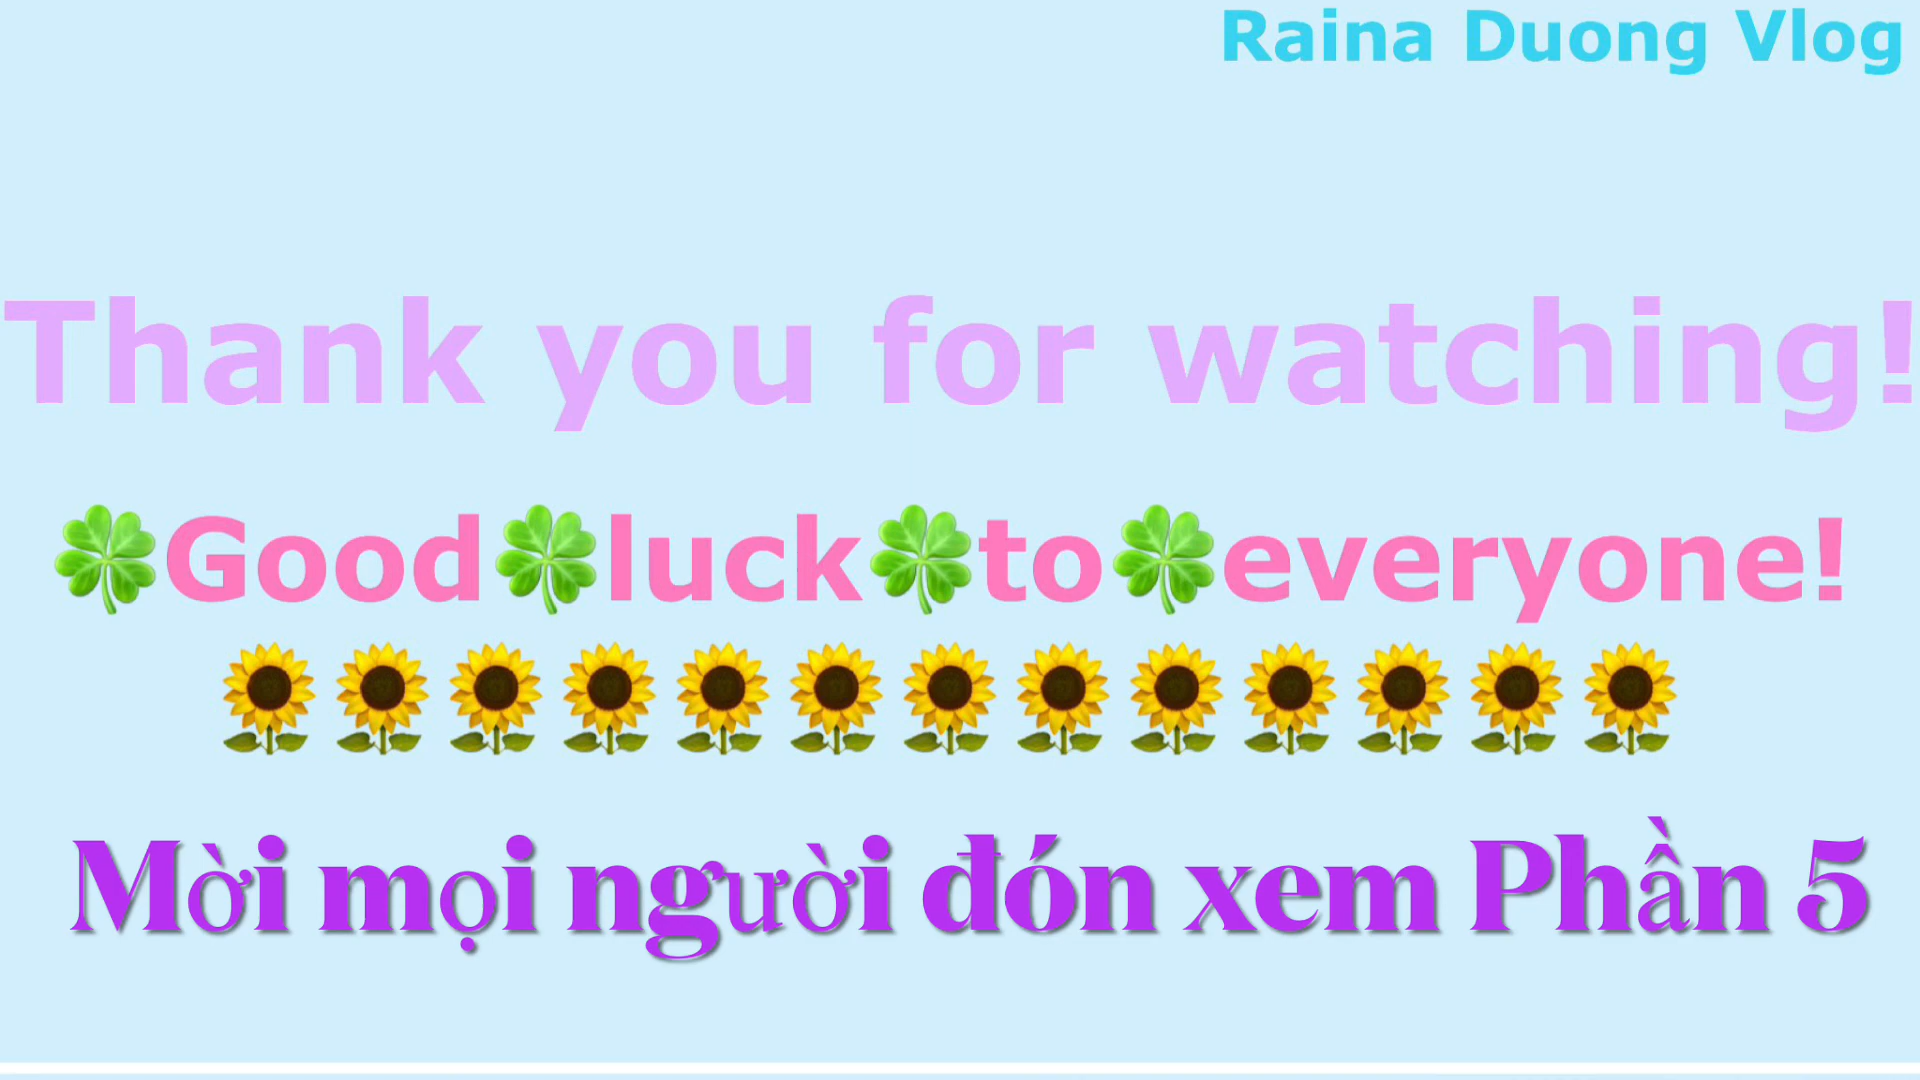 Raina Duong Vlog
Thank you for watching!
🍀Good🍀luck🍀to🍀everyone!
🌻🌻🌻🌻🌻🌻🌻🌻🌻🌻🌻🌻🌻
Mời mọi người đón xem Phần 5